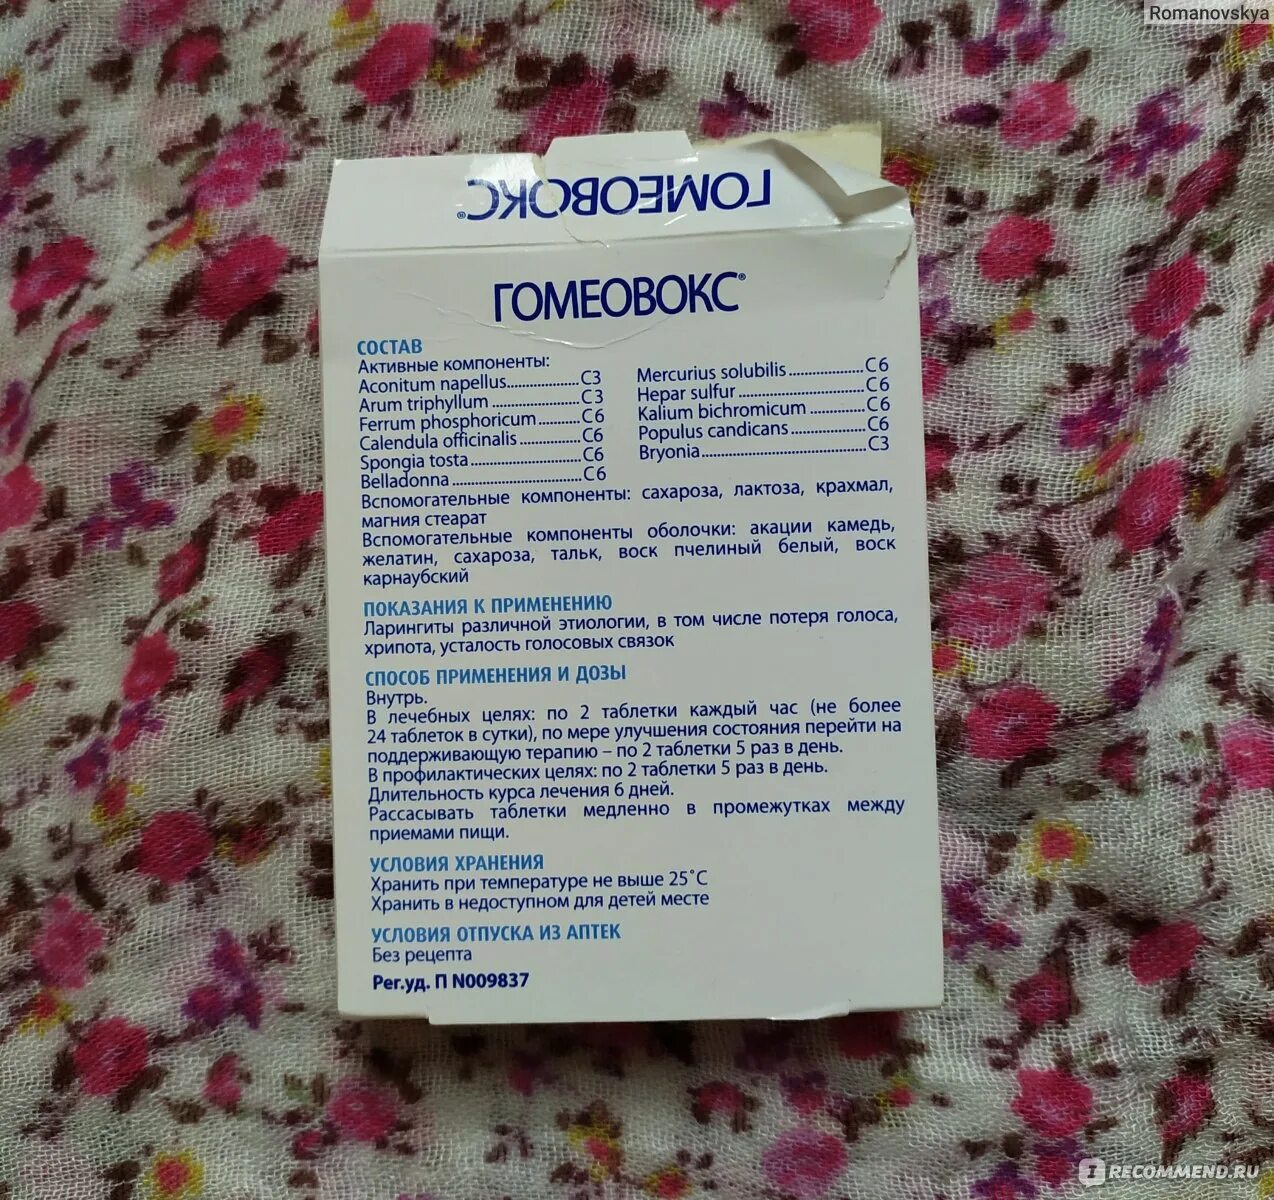 Romanovskya
ГОМЕОВОКС®
ГОМЕОВОКС®
СОСТАВ
Активные компоненты:
Aconitum napellus....................C3
Arum triphyllum......................C3
Ferrum phosphoricum............C6
Calendula officinalis................C6
Spongia tosta...........................C6
Belladonna................................C6
Mercurius solubilis...................C6
Hepar sulfur..............................C6
Kalium bichromicum..............C6
Populus candicans...................C6
Bryonia......................................C3
Вспомогательные компоненты: сахароза, лактоза, крахмал,
магния стеарат
Вспомогательные компоненты оболочки: акации камедь,
желатин, сахароза, тальк, воск пчелиный белый, воск
карнаубский
ПОКАЗАНИЯ К ПРИМЕНЕНИЮ
Ларингиты различной этиологии, в том числе потеря голоса,
хрипота, усталость голосовых связок
СПОСОБ ПРИМЕНЕНИЯ И ДОЗЫ
Внутрь.
В лечебных целях: по 2 таблетки каждый час (не более
24 таблеток в сутки), по мере улучшения состояния перейти на
поддерживающую терапию – по 2 таблетки 5 раз в день.
В профилактических целях: по 2 таблетки 5 раз в день.
Длительность курса лечения 6 дней.
Рассасывать таблетки медленно в промежутках между
приемами пищи.
УСЛОВИЯ ХРАНЕНИЯ
Хранить при температуре не выше 25˚С
Хранить в недоступном для детей месте
УСЛОВИЯ ОТПУСКА ИЗ АПТЕК
Без рецепта
Рег.уд. П N009837
IRECOMMEND.RU